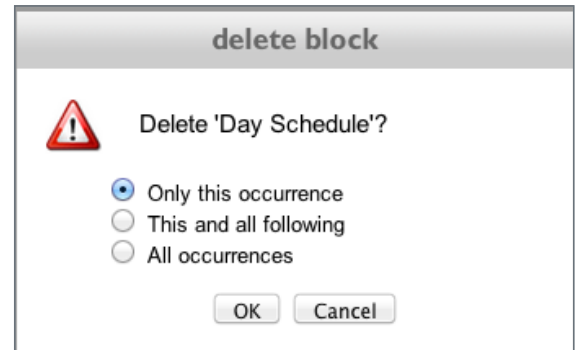 delete block
Delete 'Day Schedule'?
Only this occurrence
This and all following
All occurrences
OK Cancel